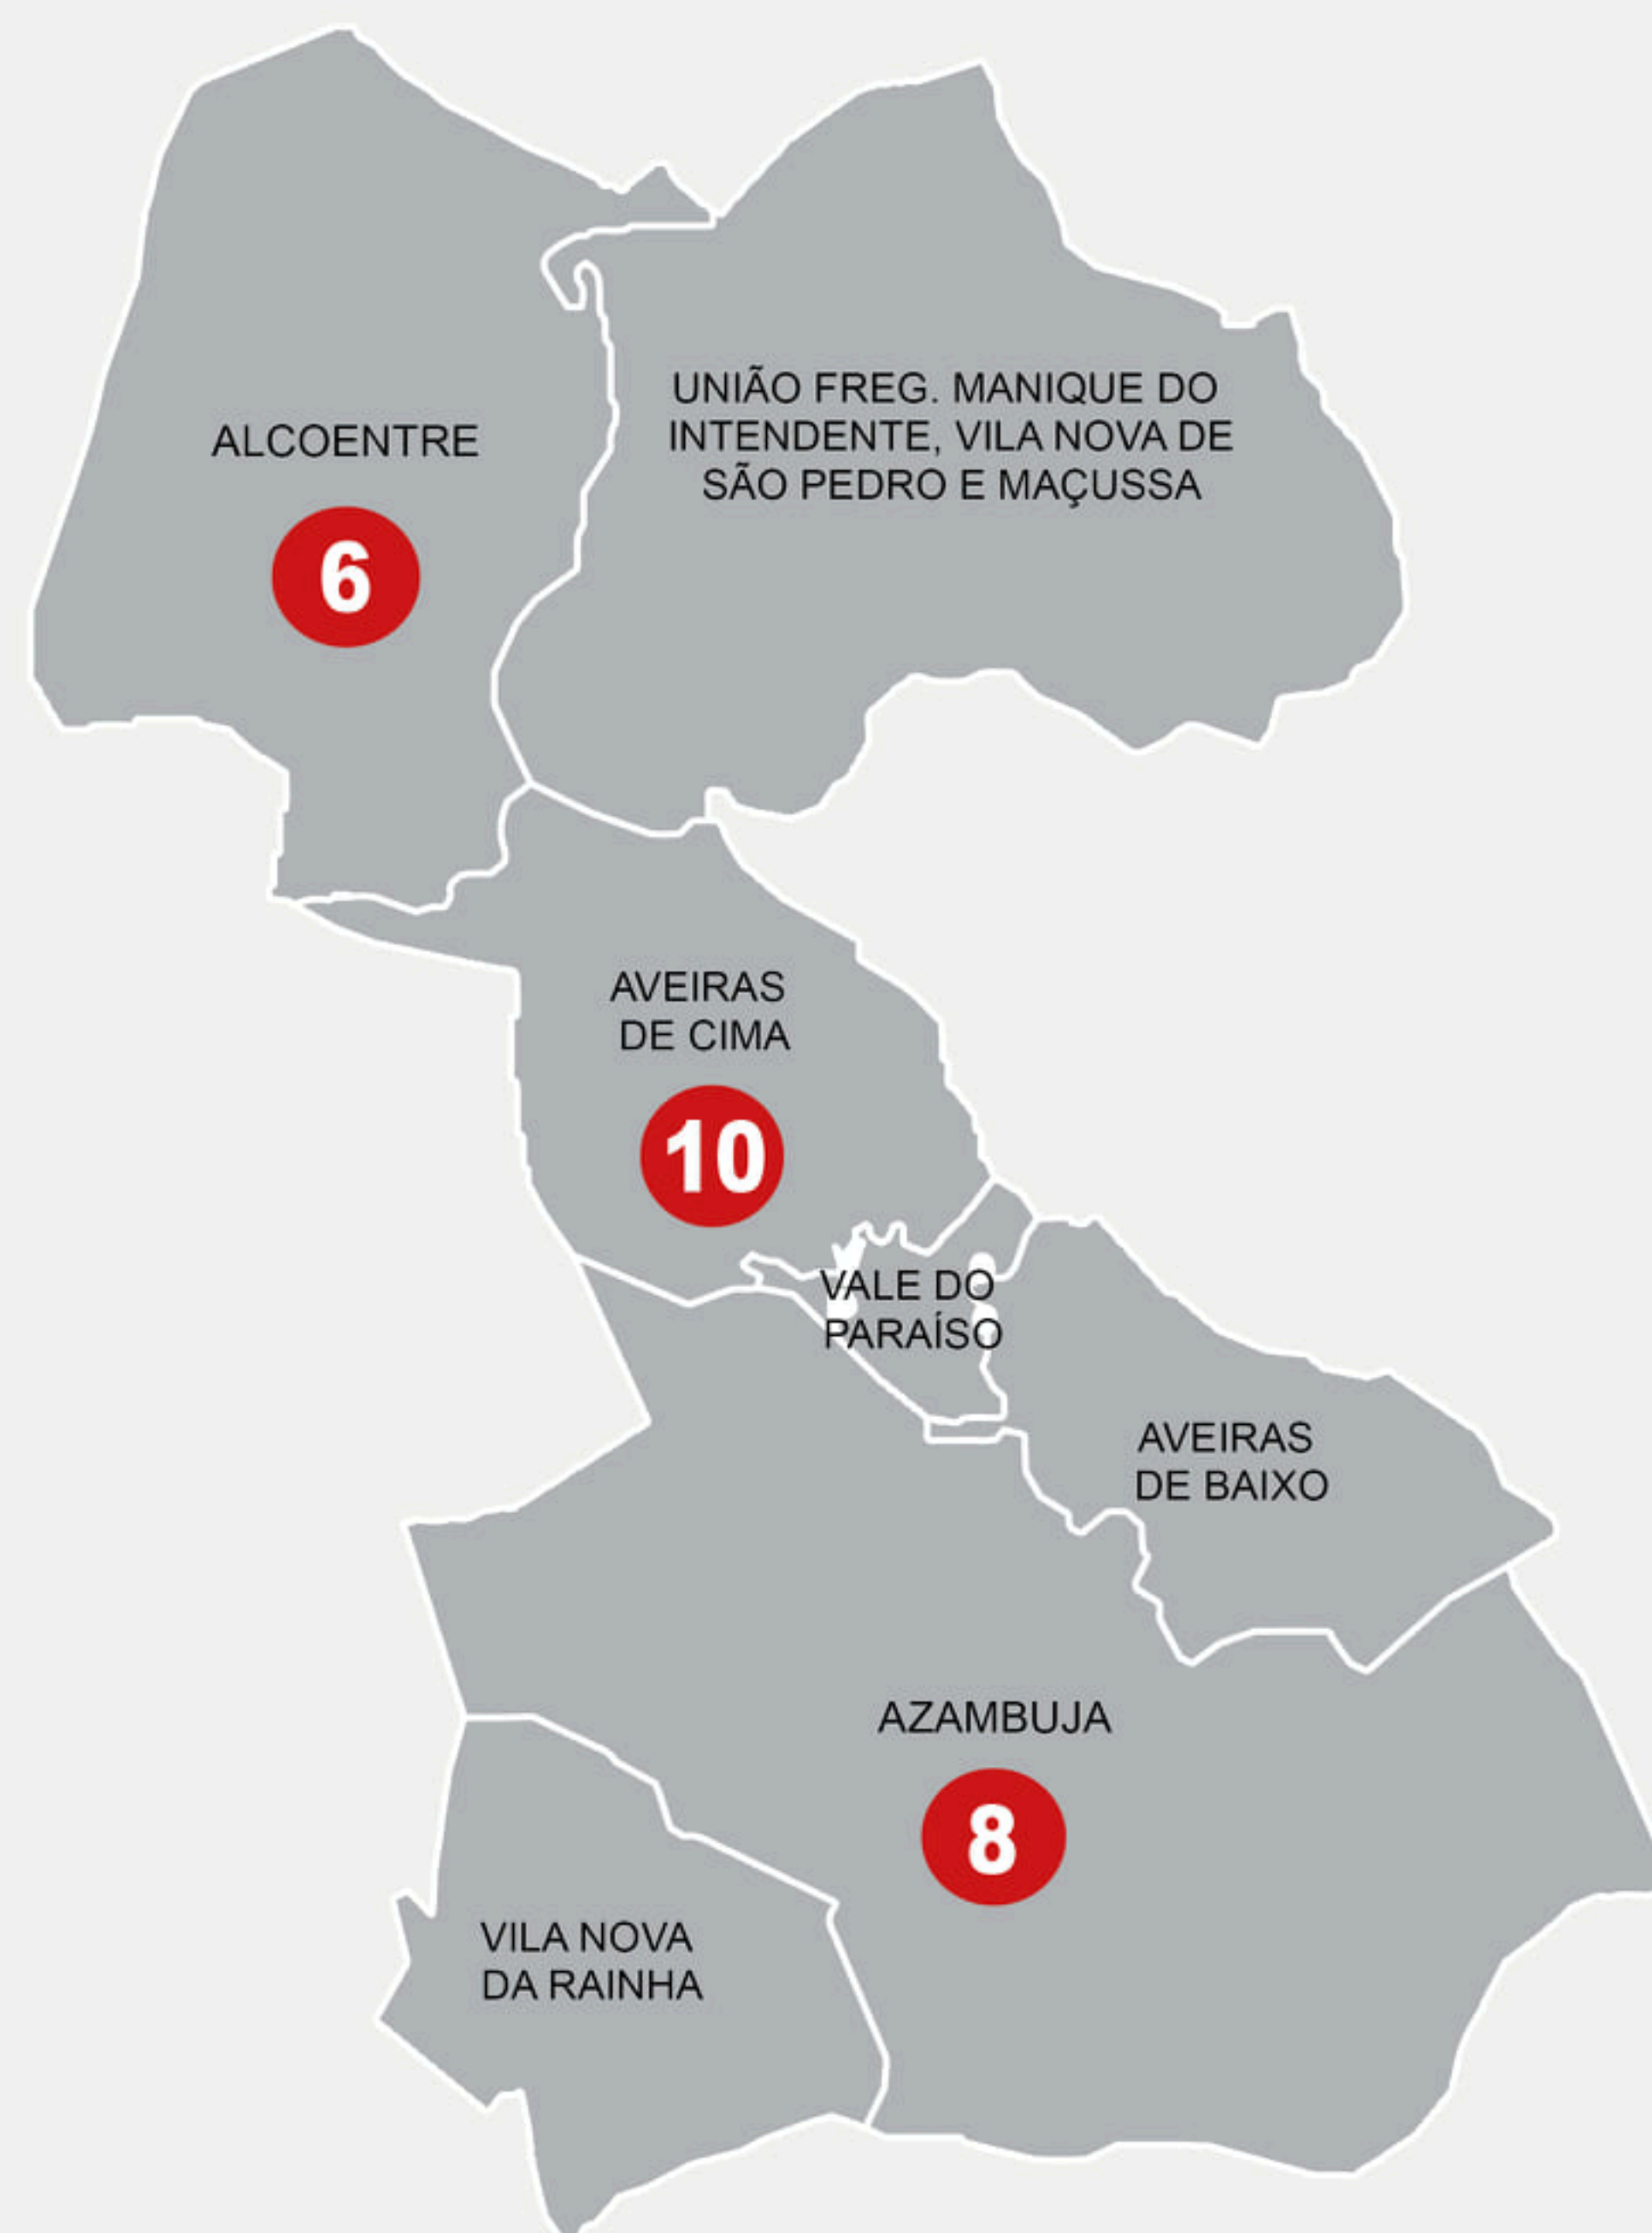 ALCOENTRE
6
UNIÃO FREG. MANIQUE DO
INTENDENTE, VILA NOVA DE
SÃO PEDRO E MAÇUSSA
AVEIRAS
DE CIMA
10
VALE DO
PARAÍSO
AVEIRAS
DE BAIXO
AZAMBUJA
8
VILA NOVA
DA RAINHA